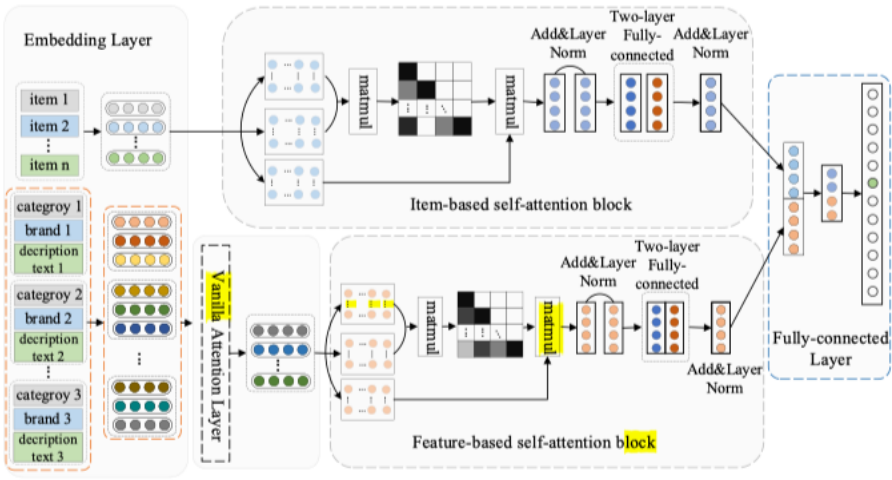 Embedding Layer
item 1
item 2
item n
categroy 1
brand 1
decription
text 1
categroy 2
brand 2
decription
text 2
categroy 3
brand 3
decription
text 3
Vanilla Attention Layer
matmul
matmul
Add&Layer
Norm
Two-layer
Fully-
connected
Add&Layer
Norm
Item-based self-attention block
matmul
matmul
Add&Layer
Norm
Two-layer
Fully-
connected
Add&Layer
Norm
Feature-based self-attention block
Fully-connected
Layer